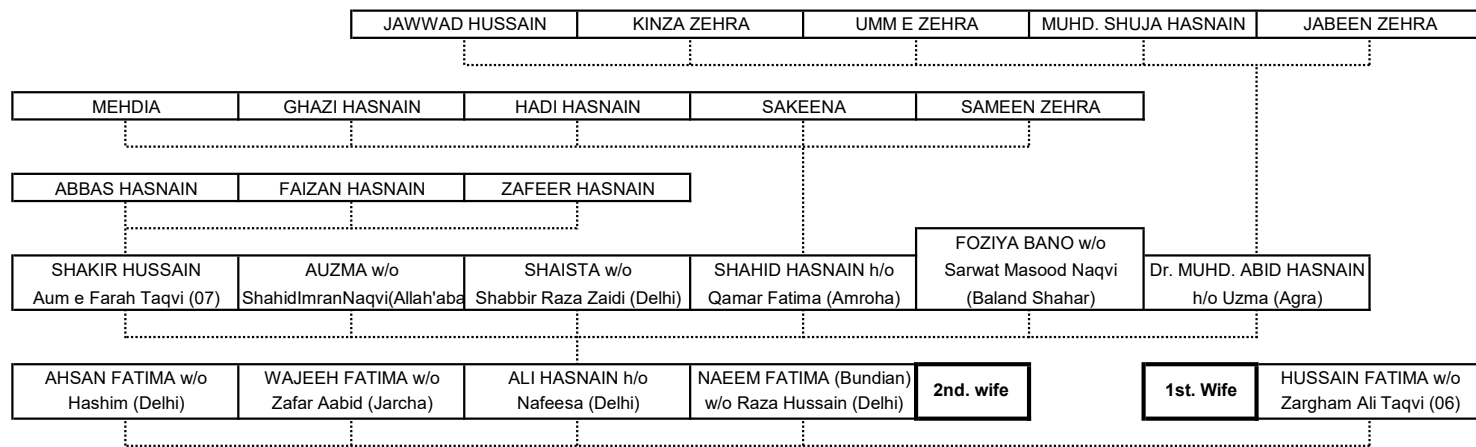 JAWWAD HUSSAIN
KINZA ZEHRA
UMM E ZEHRA
MUHD. SHUJA HASNAIN
JABEEN ZEHRA
MEHDIA
GHAZI HASNAIN
HADI HASNAIN
SAKEENA
SAMEEN ZEHRA
ABBAS HASNAIN
FAIZAN HASNAIN
ZAFEER HASNAIN
SHAKIR HUSSAIN
Aum e Farah Taqvi (07)
AUZMA w/o
ShahidImranNaqvi(Allah'aba
SHAISTA w/o
Shabbir Raza Zaidi (Delhi)
SHAHID HASNAIN h/o
Qamar Fatima (Amroha)
FOZIYA BANO w/o
Sarwat Masood Naqvi
(Baland Shahar)
Dr. MUHD. ABID HASNAIN
h/o Uzma (Agra)
AHSAN FATIMA w/o
Hashim (Delhi)
WAJEEH FATIMA w/o
Zafar Aabid (Jarcha)
ALI HASNAIN h/o
Nafeesa (Delhi)
NAEEM FATIMA (Bundian)
w/o Raza Hussain (Delhi)
2nd. wife
1st. Wife
HUSSAIN FATIMA w/o
Zargham Ali Taqvi (06)